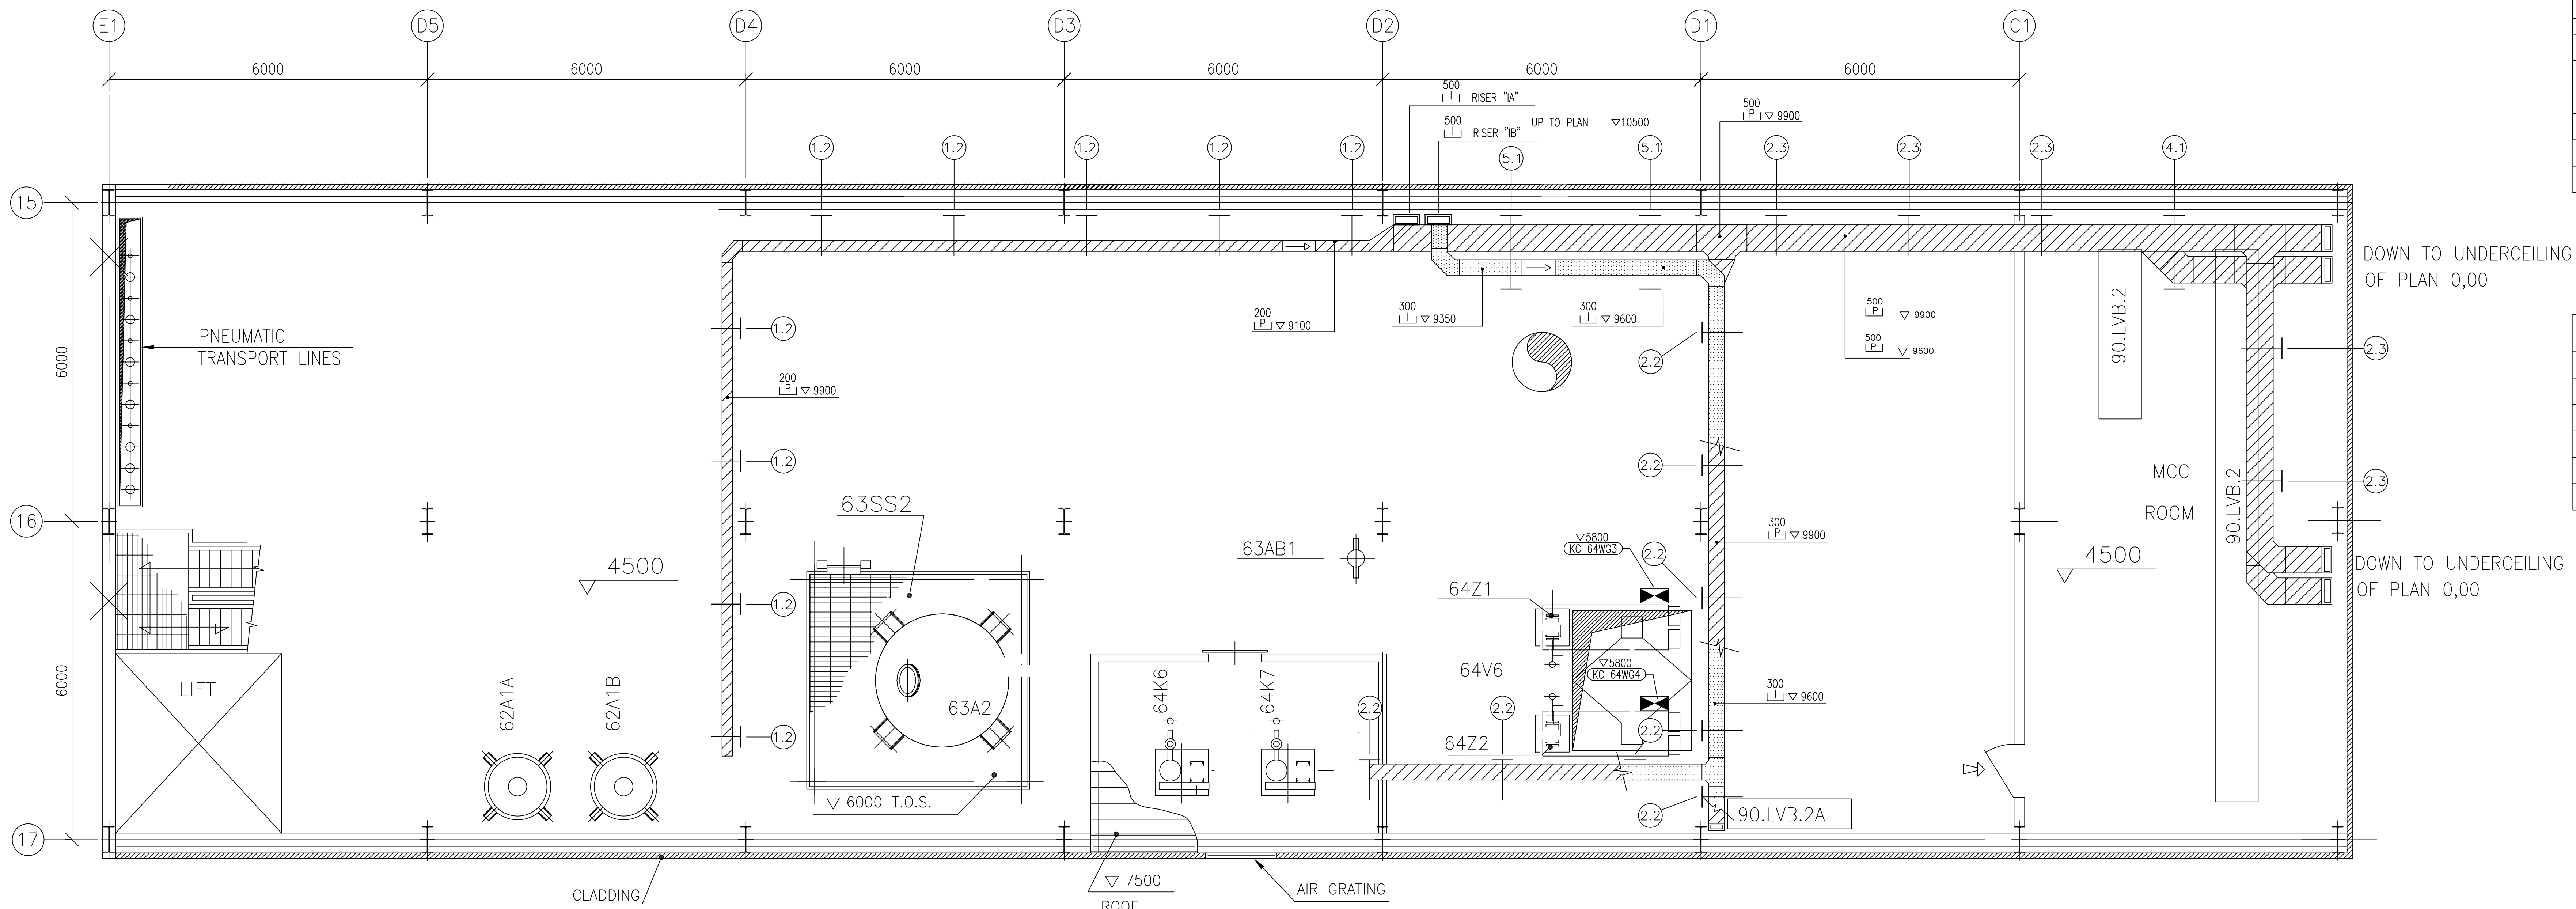 E1
D5
D4
D3
D2
D1
C1
6000
6000
6000
6000
6000
6000
500
I
RISER "IA"
500
I
RISER "IB"
UP TO PLAN ▽10500
500
P ▽ 9900
1.2
1.2
1.2
1.2
1.2
5.1
5.1
2.3
2.3
2.3
4.1
15
16
17
6000
6000
DOWN TO UNDERCEILING
OF PLAN 0,00
PNEUMATIC
TRANSPORT LINES
200
P ▽ 9100
300
I ▽ 9350
300
I ▽ 9600
500
P ▽ 9900
500
P ▽ 9600
90.LVB.2
1.2
2.2
2.3
200
P ▽ 9900
1.2
2.2
2.3
MCC
ROOM
90.LVB.2
63SS2
63AB1
▽5800
KC 64WG3
2.2
300
P ▽ 9900
4500
▽
4500
▽
DOWN TO UNDERCEILING
OF PLAN 0,00
1.2
64Z1
64V6
▽5800
KC 64WG4
LIFT
62A1A
62A1B
63A2
64K6
64K7
300
I ▽ 9600
1.2
2.2
2.2
2.2
64Z2
▽ 6000 T.O.S.
2.2
90.LVB.2A
CLADDING
▽ 7500
ROOF
AIR GRATING